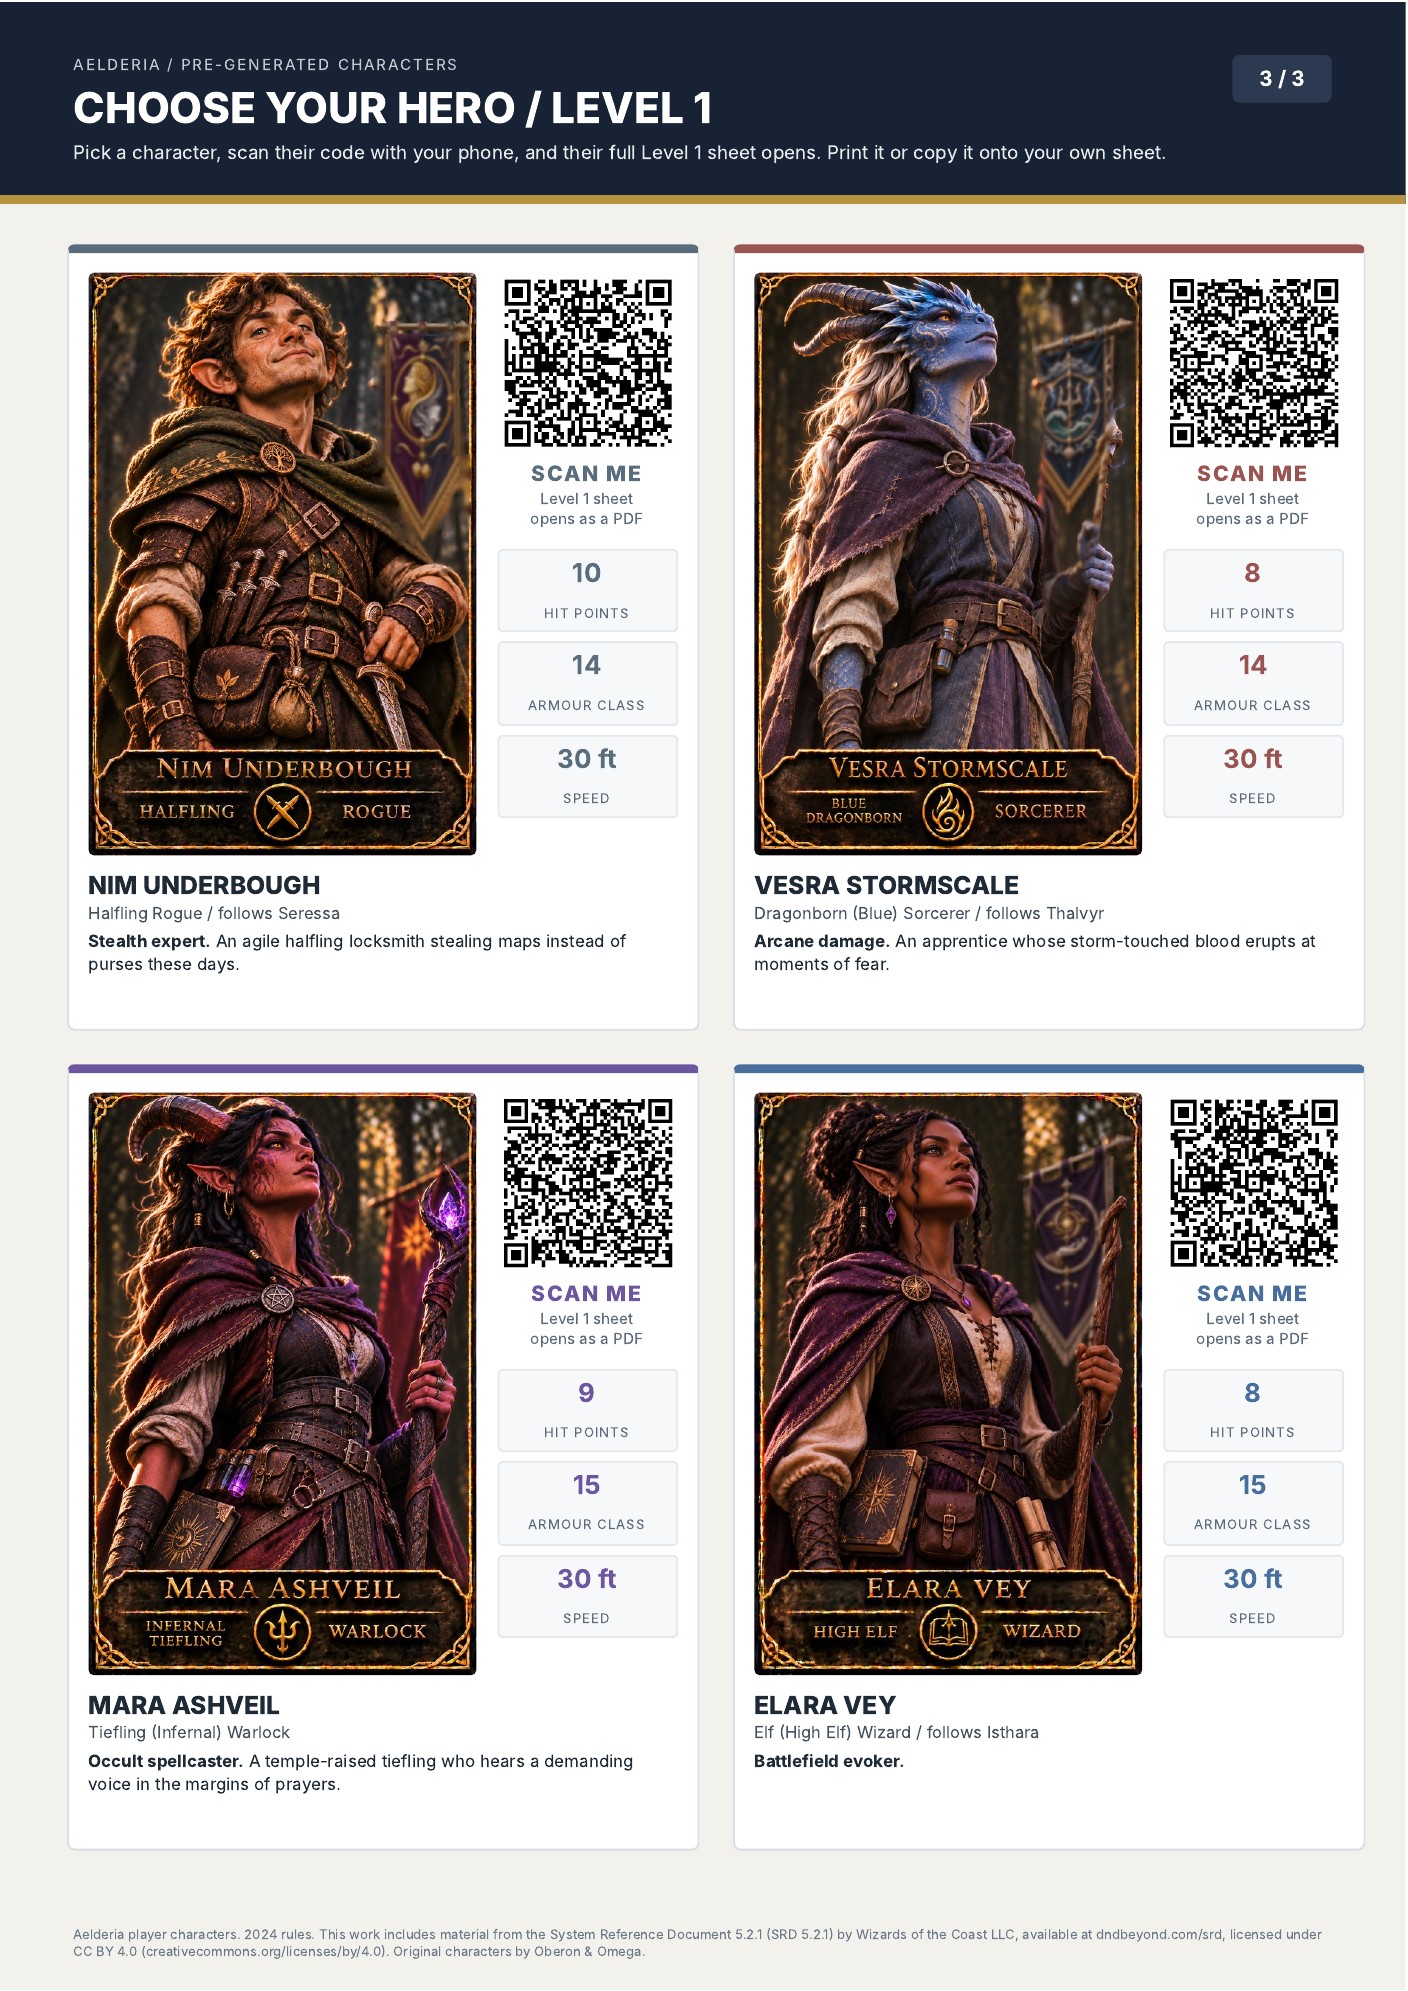 AELDERIA / PRE-GENERATED CHARACTERS
CHOOSE YOUR HERO / LEVEL 1
Pick a character, scan their code with your phone, and their full Level 1 sheet opens. Print it or copy it onto your own sheet.
3 / 3
NIM UNDERBOUGH
HALFLING
ROGUE
SCAN ME
Level 1 sheet
opens as a PDF
10
HIT POINTS
14
ARMOUR CLASS
30 ft
SPEED
NIM UNDERBOUGH
Halfling Rogue / follows Seressa
Stealth expert. An agile halfling locksmith stealing maps instead of
purses these days.
VESRA STORMSCALE
BLUE
DRAGONBORN
SORCERER
SCAN ME
Level 1 sheet
opens as a PDF
8
HIT POINTS
14
ARMOUR CLASS
30 ft
SPEED
VESRA STORMSCALE
Dragonborn (Blue) Sorcerer / follows Thalvyr
Arcane damage. An apprentice whose storm-touched blood erupts at
moments of fear.
MARA ASHVEIL
INFERNAL
TIEFLING
WARLOCK
SCAN ME
Level 1 sheet
opens as a PDF
9
HIT POINTS
15
ARMOUR CLASS
30 ft
SPEED
MARA ASHVEIL
Tiefling (Infernal) Warlock
Occult spellcaster. A temple-raised tiefling who hears a demanding
voice in the margins of prayers.
ELARA VEY
HIGH ELF
WIZARD
SCAN ME
Level 1 sheet
opens as a PDF
8
HIT POINTS
15
ARMOUR CLASS
30 ft
SPEED
ELARA VEY
Elf (High Elf) Wizard / follows Isthara
Battlefield evoker.
Aelderia player characters. 2024 rules. This work includes material from the System Reference Document 5.2.1 (SRD 5.2.1) by Wizards of the Coast LLC, available at dndbeyond.com/srd, licensed under
CC BY 4.0 (creativecommons.org/licenses/by/4.0). Original characters by Oberon & Omega.